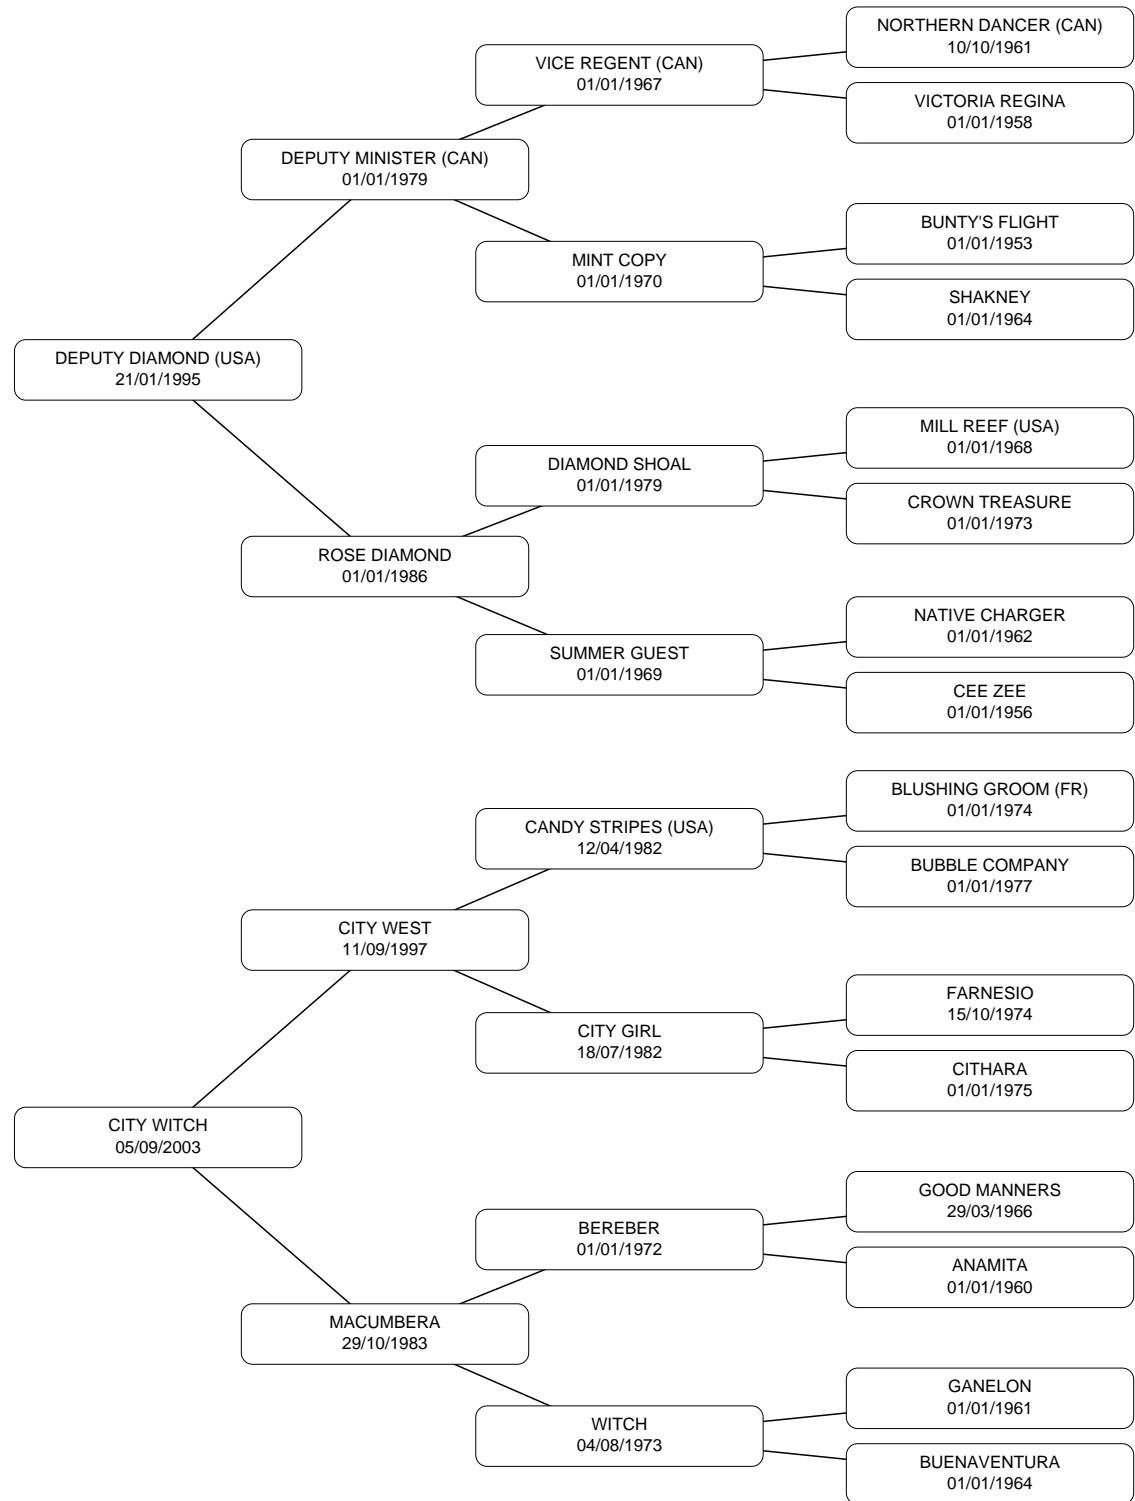 NORTHERN DANCER (CAN)
10/10/1961
VICE REGENT (CAN)
01/01/1967
VICTORIA REGINA
01/01/1958
DEPUTY MINISTER (CAN)
01/01/1979
BUNTY'S FLIGHT
01/01/1953
MINT COPY
01/01/1970
SHAKNEY
01/01/1964
DEPUTY DIAMOND (USA)
21/01/1995
MILL REEF (USA)
01/01/1968
DIAMOND SHOAL
01/01/1979
CROWN TREASURE
01/01/1973
ROSE DIAMOND
01/01/1986
NATIVE CHARGER
01/01/1962
SUMMER GUEST
01/01/1969
CEE ZEE
01/01/1956
BLUSHING GROOM (FR)
01/01/1974
CANDY STRIPES (USA)
12/04/1982
BUBBLE COMPANY
01/01/1977
CITY WEST
11/09/1997
FARNESIO
15/10/1974
CITY GIRL
18/07/1982
CITHARA
01/01/1975
CITY WITCH
05/09/2003
GOOD MANNERS
29/03/1966
BEREBER
01/01/1972
ANAMITA
01/01/1960
MACUMBERA
29/10/1983
GANELON
01/01/1961
WITCH
04/08/1973
BUENAVENTURA
01/01/1964